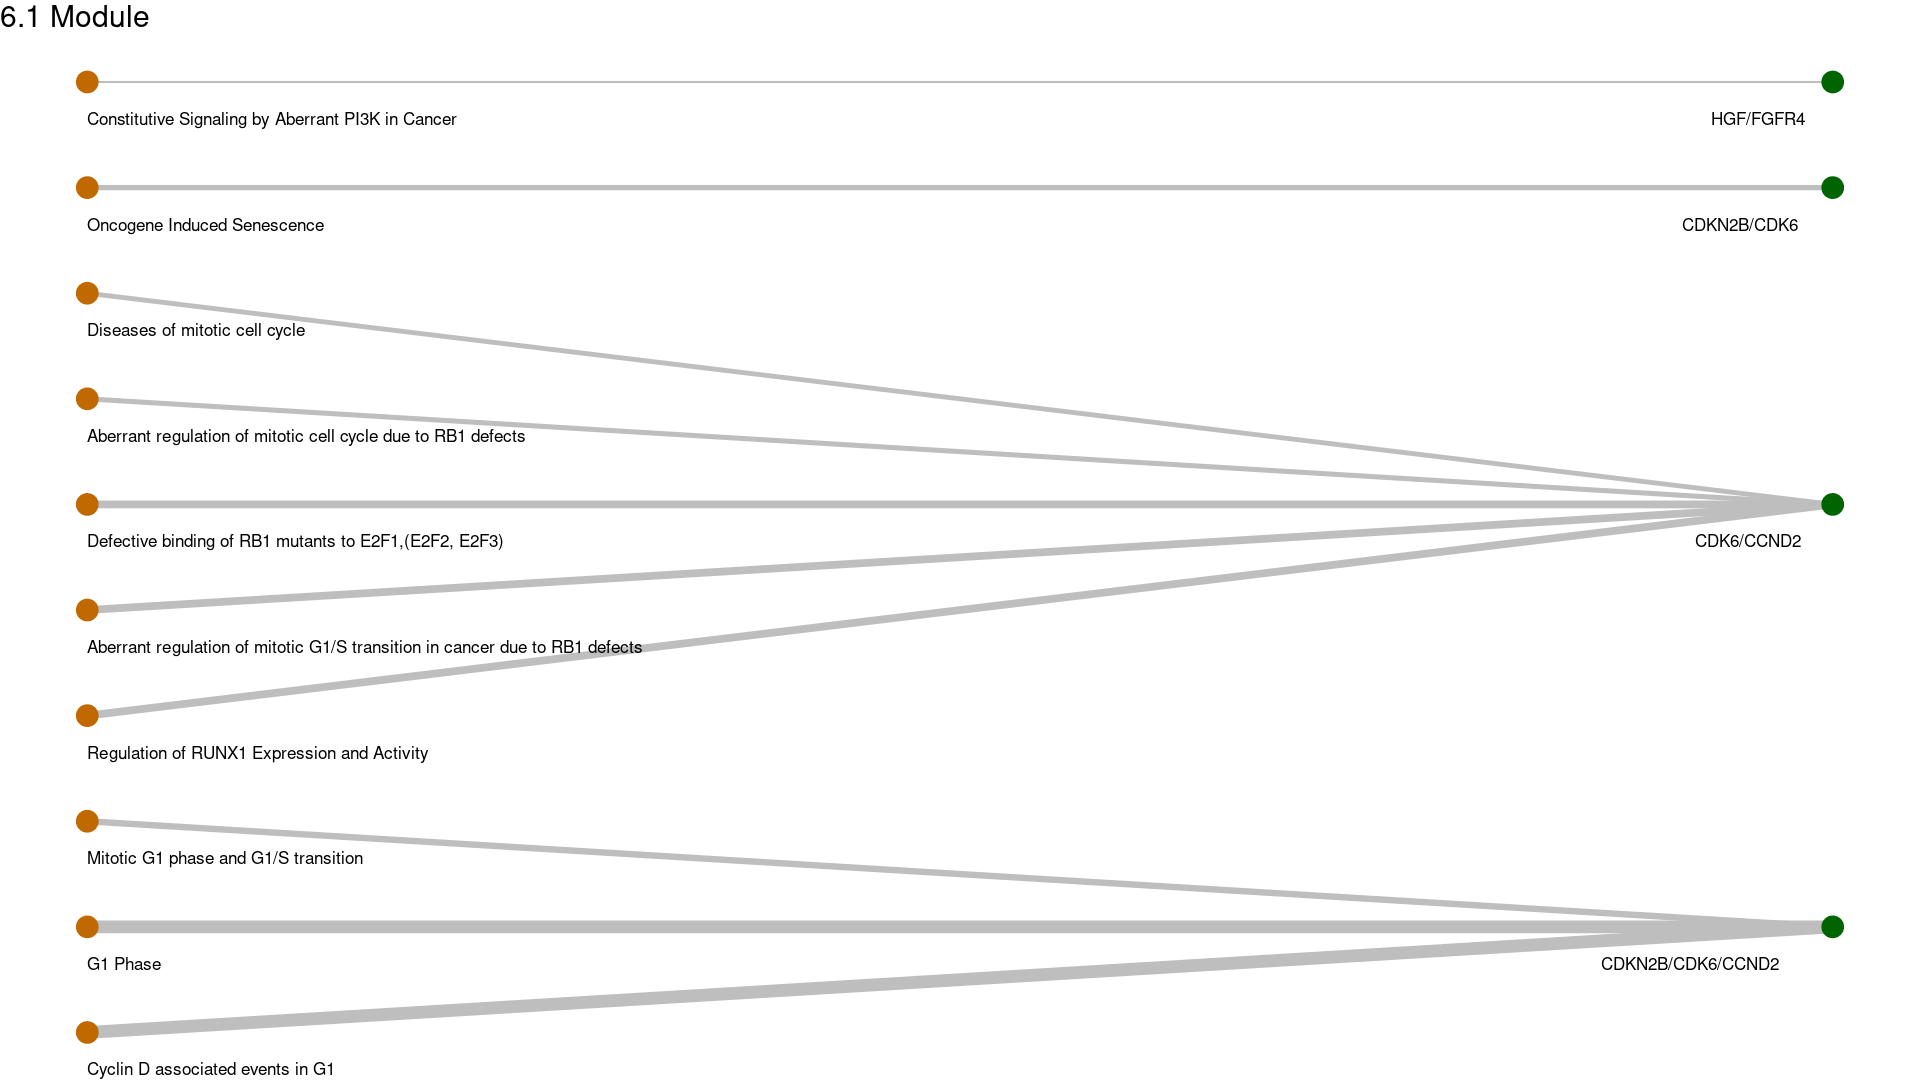 6.1 Module
Constitutive Signaling by Aberrant PI3K in Cancer
HGF/FGFR4
Oncogene Induced Senescence
CDKN2B/CDK6
Diseases of mitotic cell cycle
Aberrant regulation of mitotic cell cycle due to RB1 defects
Defective binding of RB1 mutants to E2F1,(E2F2, E2F3)
CDK6/CCND2
Aberrant regulation of mitotic G1/S transition in cancer due to RB1 defects
Regulation of RUNX1 Expression and Activity
Mitotic G1 phase and G1/S transition
G1 Phase
CDKN2B/CDK6/CCND2
Cyclin D associated events in G1